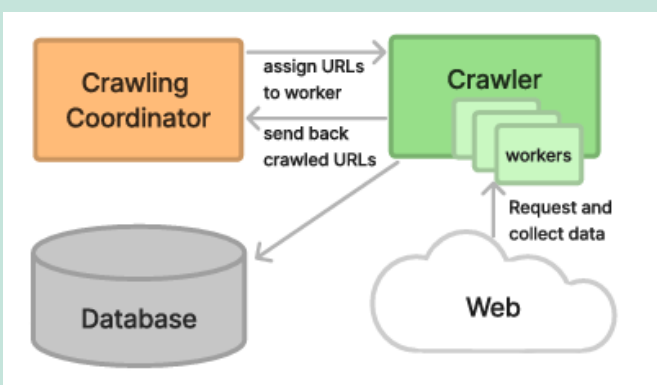 Crawling
Coordinator
assign URLs
to worker
send back
crawled URLs
Crawler
workers
Request and
collect data
Database
Web